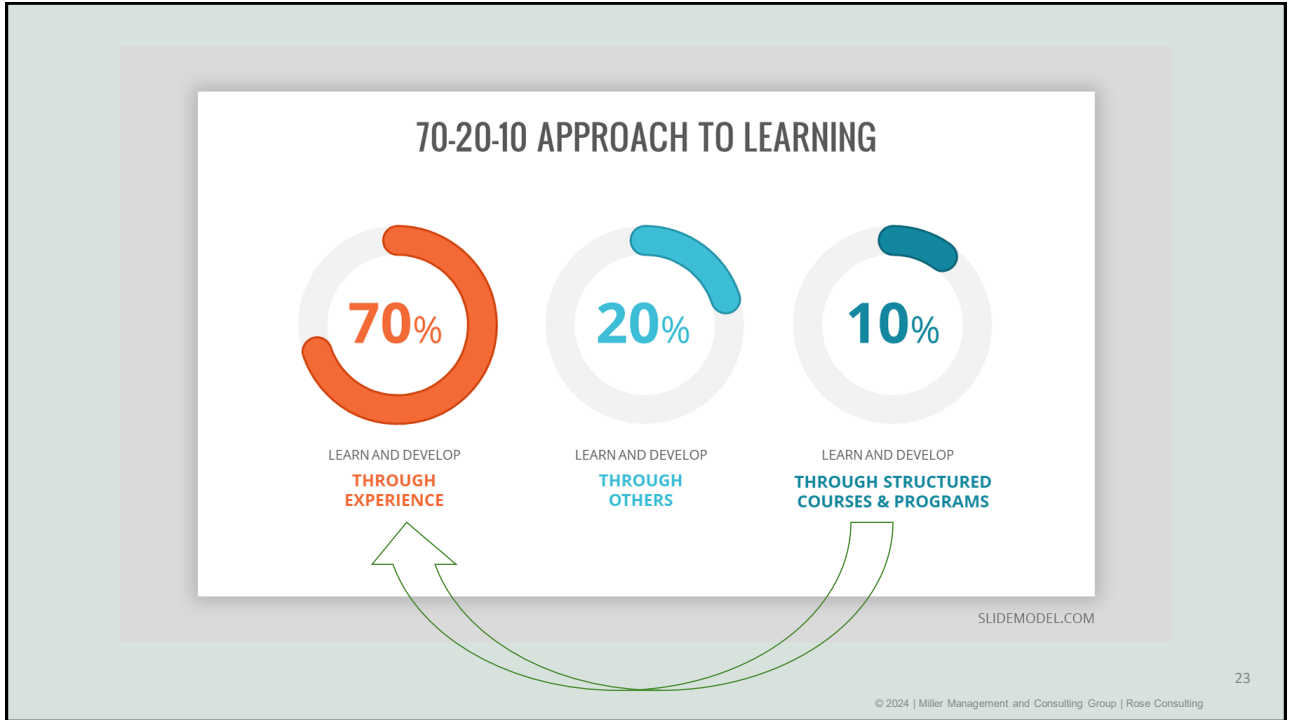 70-20-10 APPROACH TO LEARNING
70%
20%
10%
LEARN AND DEVELOP
THROUGH
EXPERIENCE
LEARN AND DEVELOP
THROUGH
OTHERS
LEARN AND DEVELOP
THROUGH STRUCTURED
COURSES & PROGRAMS
SLIDEMODEL.COM
23
© 2024 | Miller Management and Consulting Group | Rose Consulting